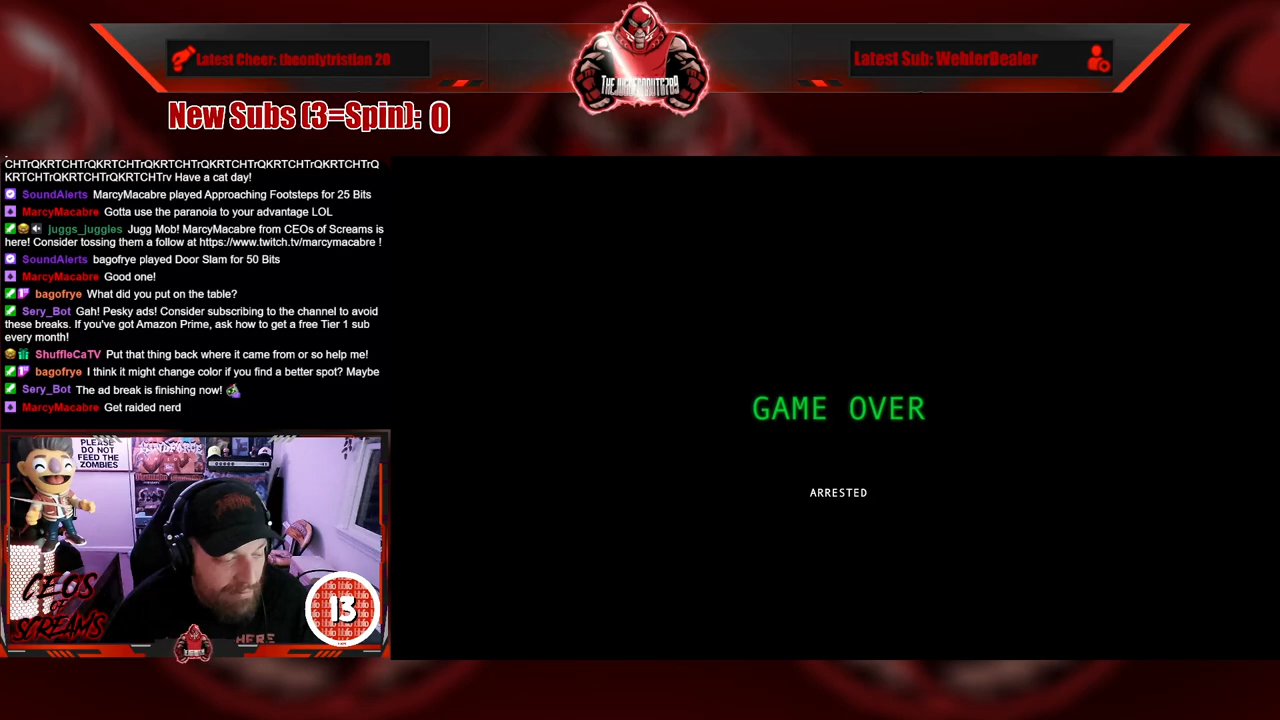 Latest Cheer: theonlytristian 20
THEJUGGERNAUT6789
Latest Sub: WehlerDealer
New Subs (3=Spin): 0
CHTrQKRTCHTrQKRTCHTrQKRTCHTrQKRTCHTrQKRTCHTrQKRTCHTrQ
KRTCHTrQKRTCHTrQKRTCHTrv Have a cat day!
SoundAlerts MarcyMacabre played Approaching Footsteps for 25 Bits
MarcyMacabre Gotta use the paranoia to your advantage LOL
juggs_juggles Jugg Mob! MarcyMacabre from CEOs of Screams is
here! Consider tossing them a follow at https://www.twitch.tv/marcymacabre !
SoundAlerts bagofrye played Door Slam for 50 Bits
MarcyMacabre Good one!
bagofrye What did you put on the table?
Sery_Bot Gah! Pesky ads! Consider subscribing to the channel to avoid
these breaks. If you've got Amazon Prime, ask how to get a free Tier 1 sub
every month!
ShuffleCaTV Put that thing back where it came from or so help me!
bagofrye I think it might change color if you find a better spot? Maybe
Sery_Bot The ad break is finishing now!
MarcyMacabre Get raided nerd
GAME OVER
ARRESTED
PLEASE
DO NOT
FEED THE
ZOMBIES
CEOS
OF
SCREAMS
13
HERE